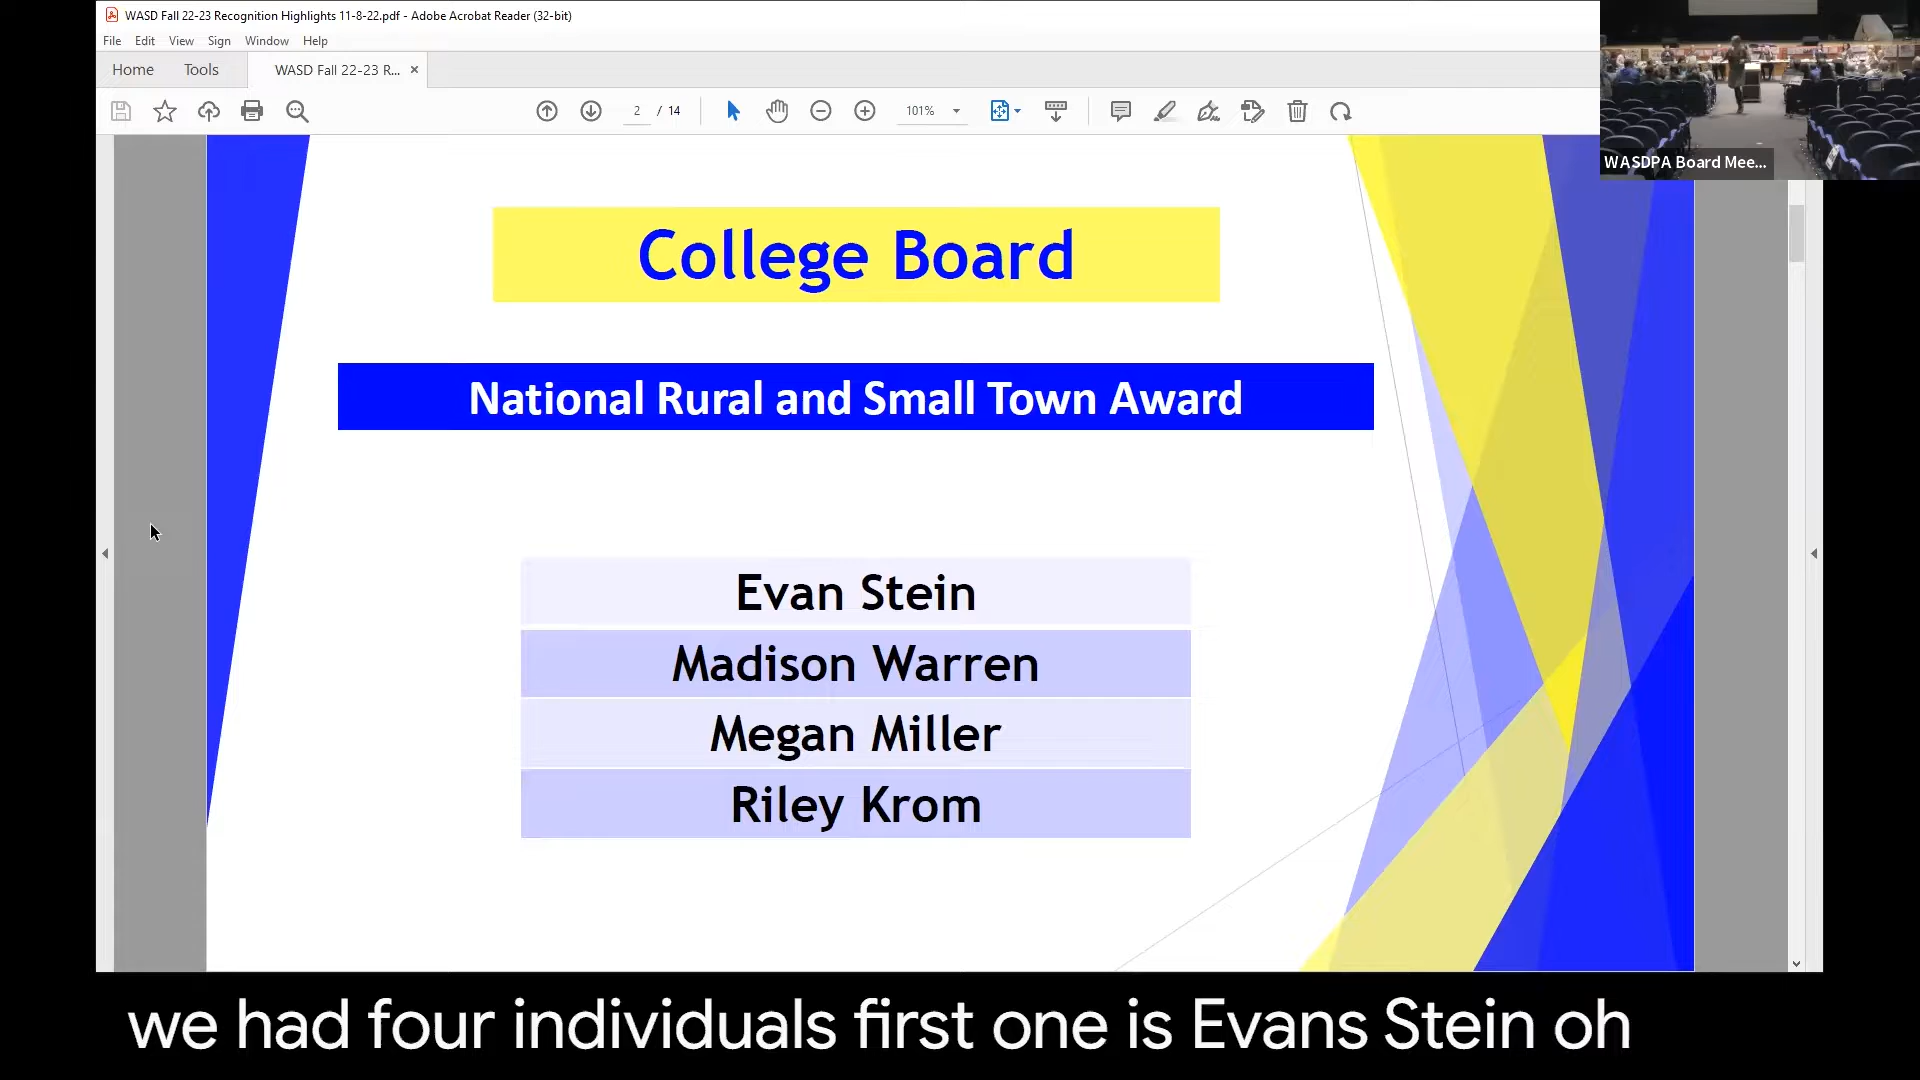 WASD Fall 22-23 Recognition Highlights 11-8-22.pdf - Adobe Acrobat Reader (32-bit)
File Edit View Sign Window Help
Home Tools WASD Fall 22-23 R... ×
2 / 14 101%
WASDPA Board Mee...
College Board
National Rural and Small Town Award
Evan Stein
Madison Warren
Megan Miller
Riley Krom
we had four individuals first one is Evans Stein oh